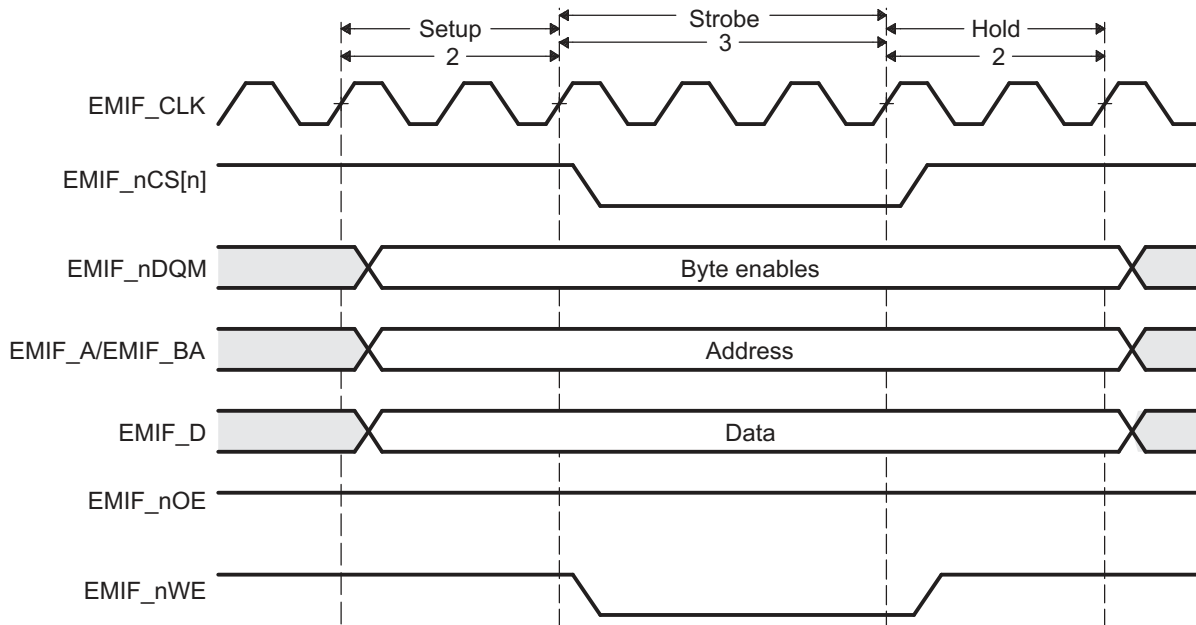 Setup
Strobe
Hold
2
3
2
EMIF_CLK
EMIF_nCS[n]
EMIF_nDQM
Byte enables
EMIF_A/EMIF_BA
Address
EMIF_D
Data
EMIF_nOE
EMIF_nWE